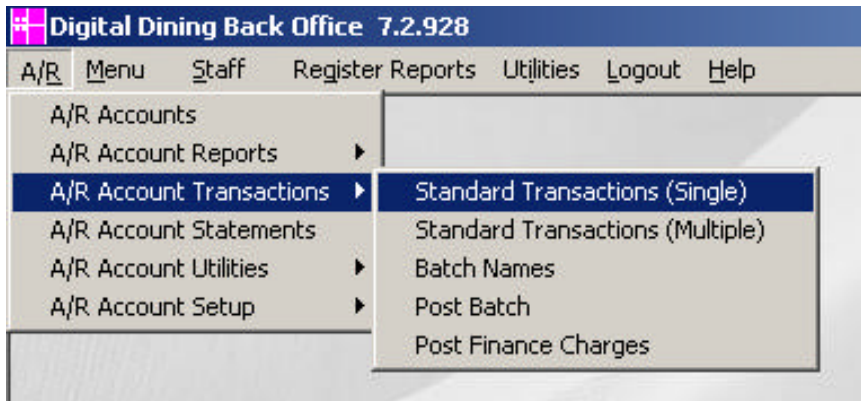 Digital Dining Back Office 7.2.928
A/R Menu Staff Register Reports Utilities Logout Help
A/R Accounts
A/R Account Reports
A/R Account Transactions
A/R Account Statements
A/R Account Utilities
A/R Account Setup
Standard Transactions (Single)
Standard Transactions (Multiple)
Batch Names
Post Batch
Post Finance Charges